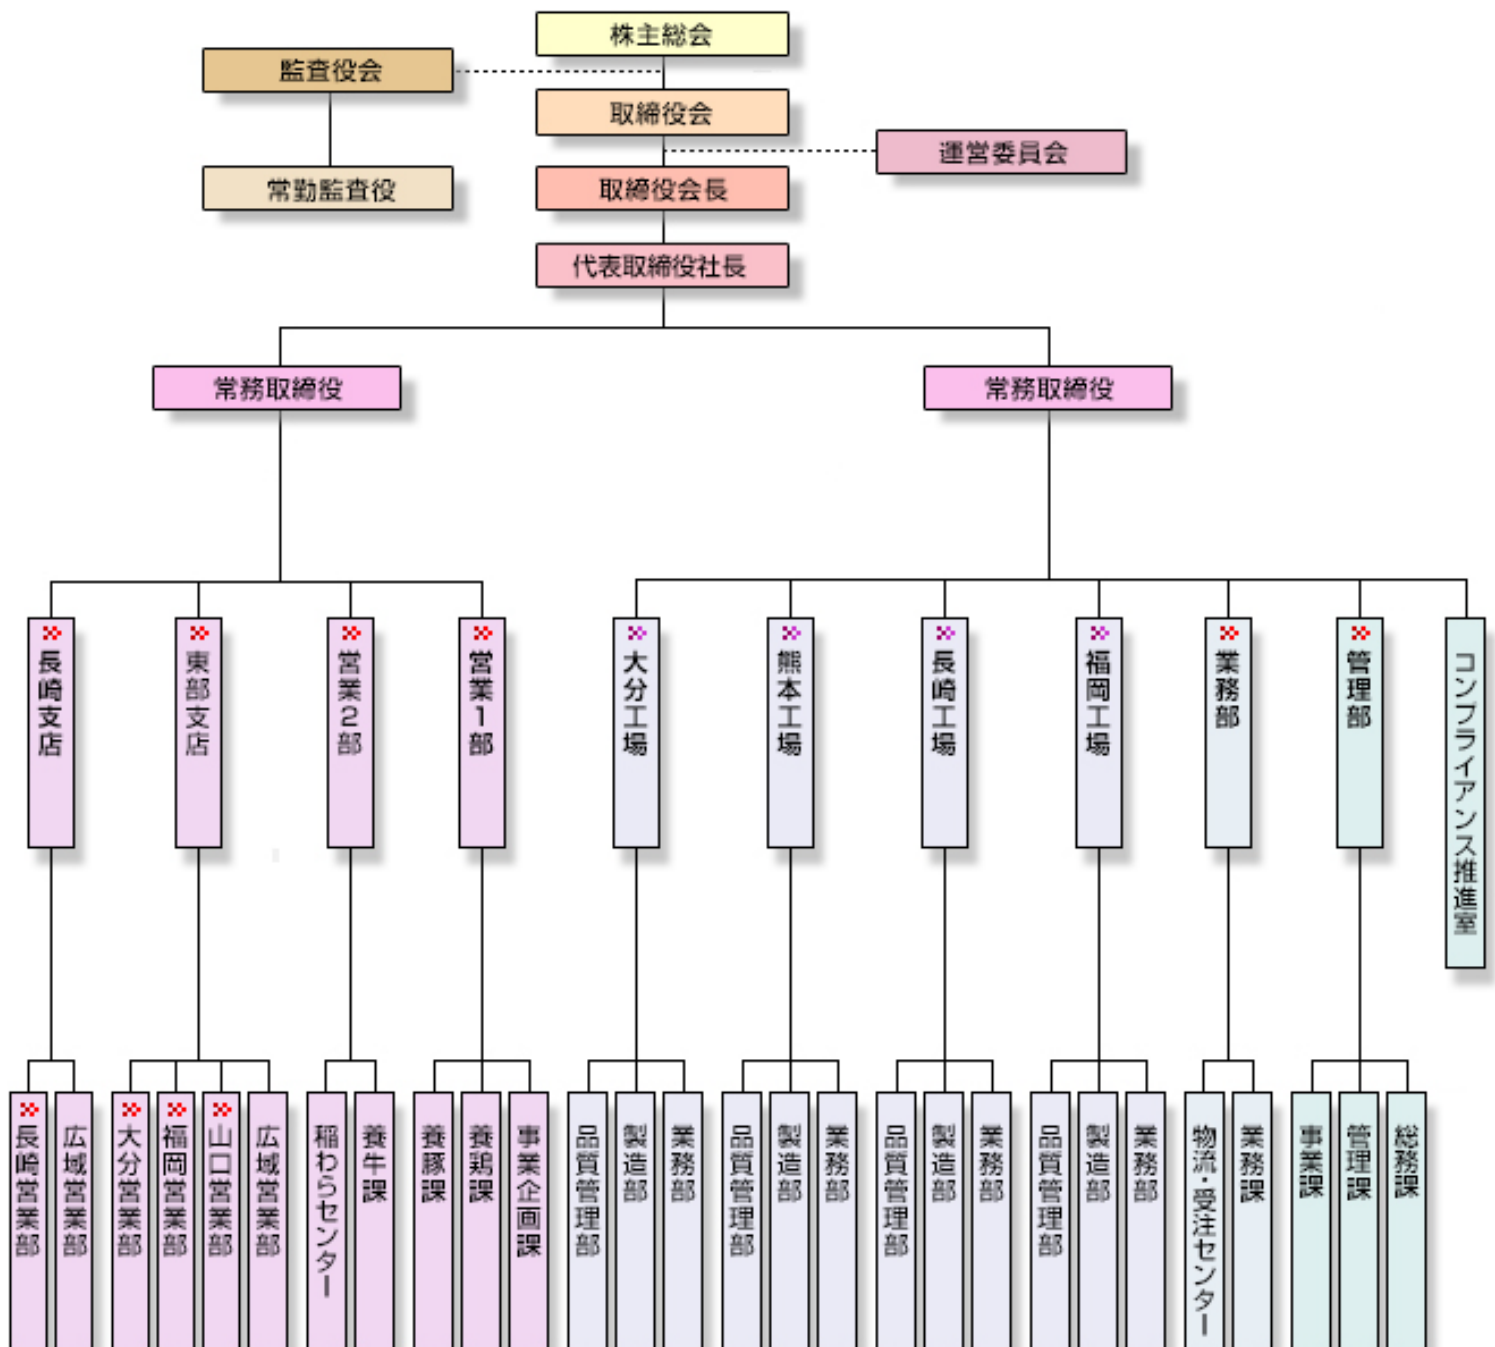 株主総会
監査役会
取締役会
運営委員会
常勤監査役
取締役会長
代表取締役社長
常務取締役
常務取締役
長崎支店
東部支店
営業2部
営業1部
大分工場
熊本工場
長崎工場
福岡工場
業務部
管理部
コンプライアンス推進室
長崎営業部
広域営業部
大分営業部
福岡営業部
山口営業部
広域営業部
稲わらセンター
養牛課
養豚課
養鶏課
事業企画課
品質管理部
製造部
業務部
品質管理部
製造部
業務部
品質管理部
製造部
業務部
品質管理部
製造部
業務部
物流・受注センター
業務課
事業課
管理課
総務課